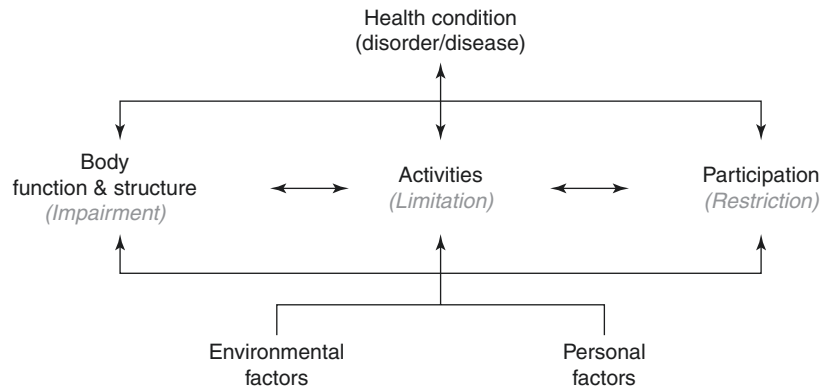 Health condition
(disorder/disease)
Body
function & structure
(Impairment)
Activities
(Limitation)
Participation
(Restriction)
Environmental
factors
Personal
factors